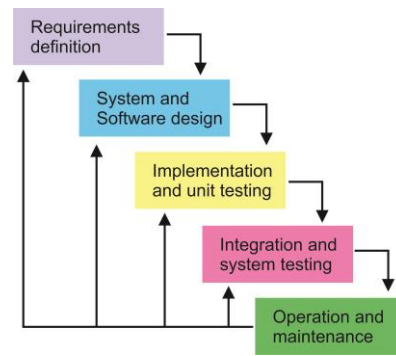 Requirements
definition
System and
Software design
Implementation
and unit testing
Integration and
system testing
Operation and
maintenance